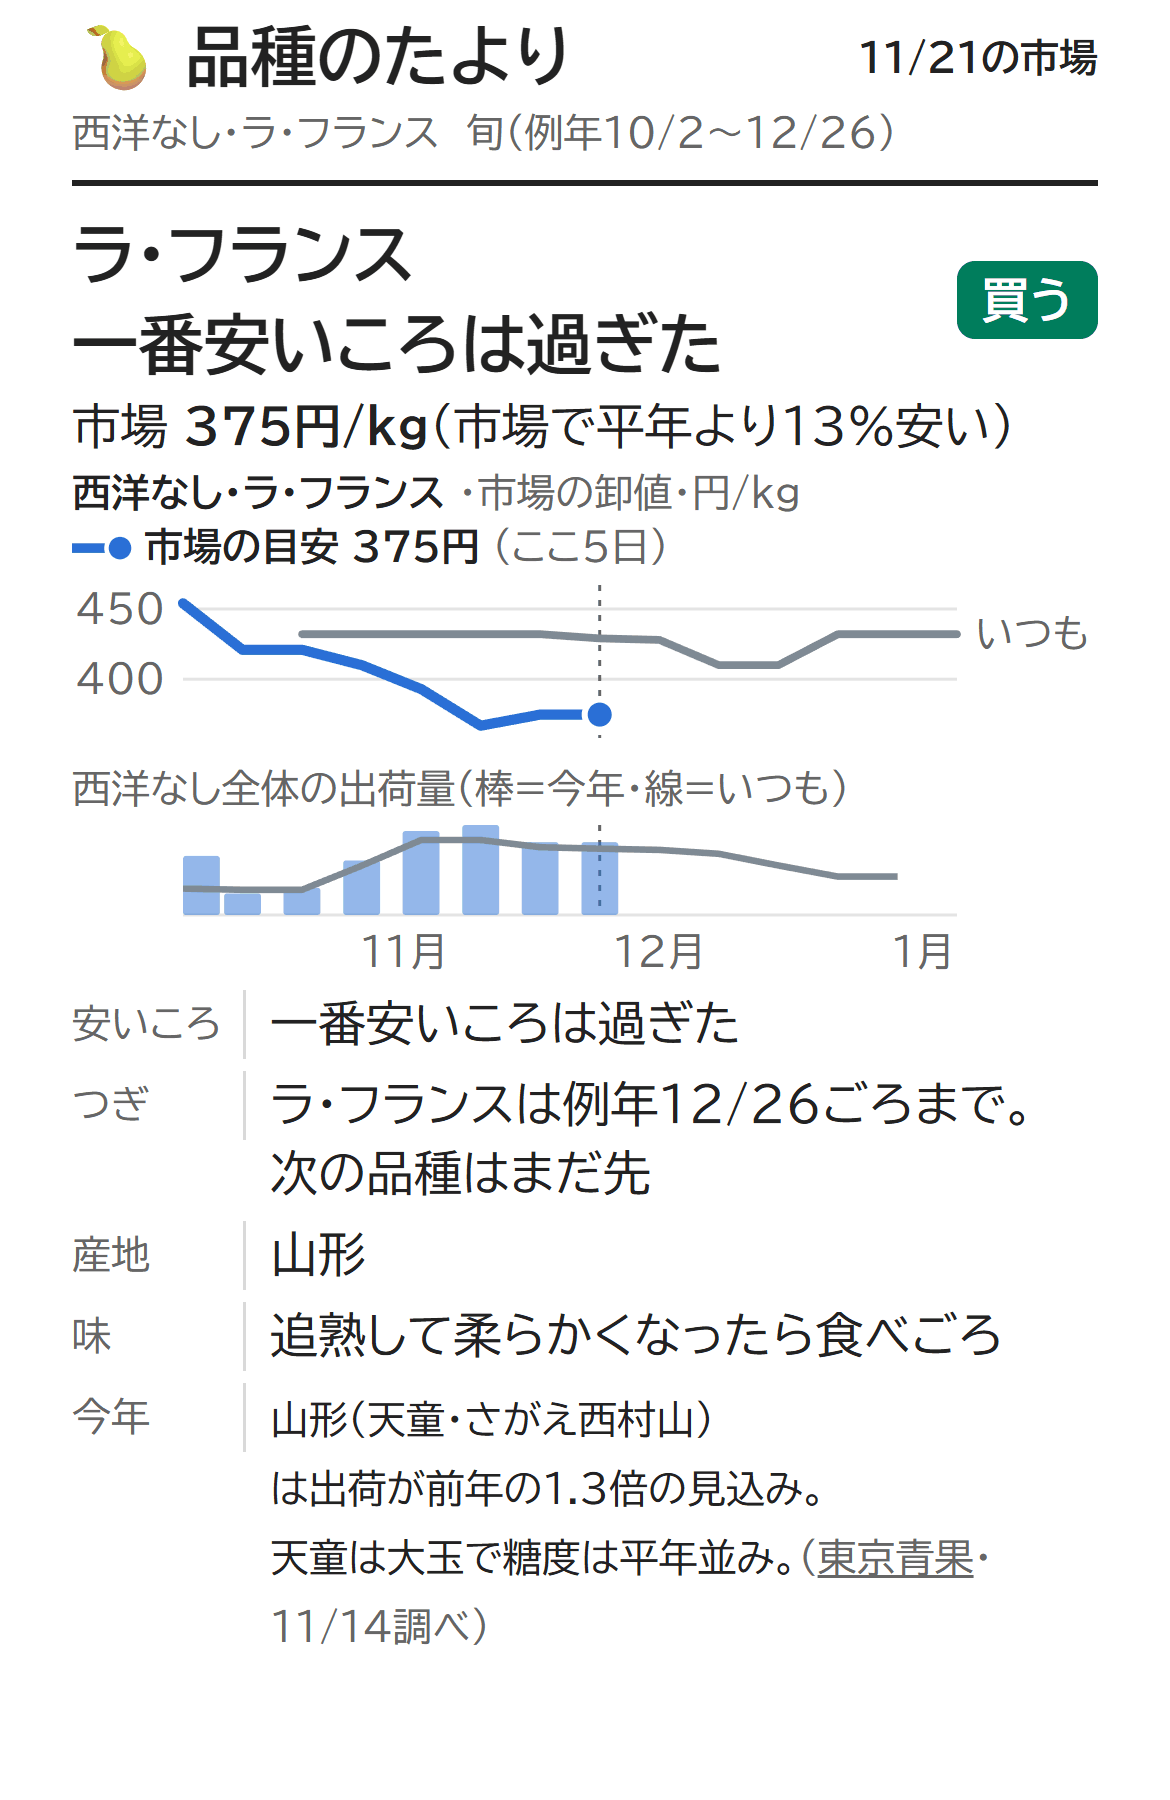 品種のたより
11/21の市場
西洋なし・ラ・フランス 旬(例年10/2〜12/26)
ラ・フランス
一番安いころは過ぎた
買う
市場 375円/kg(市場で平年より13%安い)
西洋なし・ラ・フランス ・市場の卸値・円/kg
市場の目安 375円 (ここ5日)
450
いつも
400
西洋なし全体の出荷量(棒=今年・線=いつも)
11月 12月 1月
安いころ 一番安いころは過ぎた
つぎ ラ・フランスは例年12/26ごろまで。
次の品種はまだ先
産地 山形
味 追熟して柔らかくなったら食べごろ
今年 山形(天童・さがえ西村山)
は出荷が前年の1.3倍の見込み。
天童は大玉で糖度は平年並み。(東京青果・
11/14調べ)